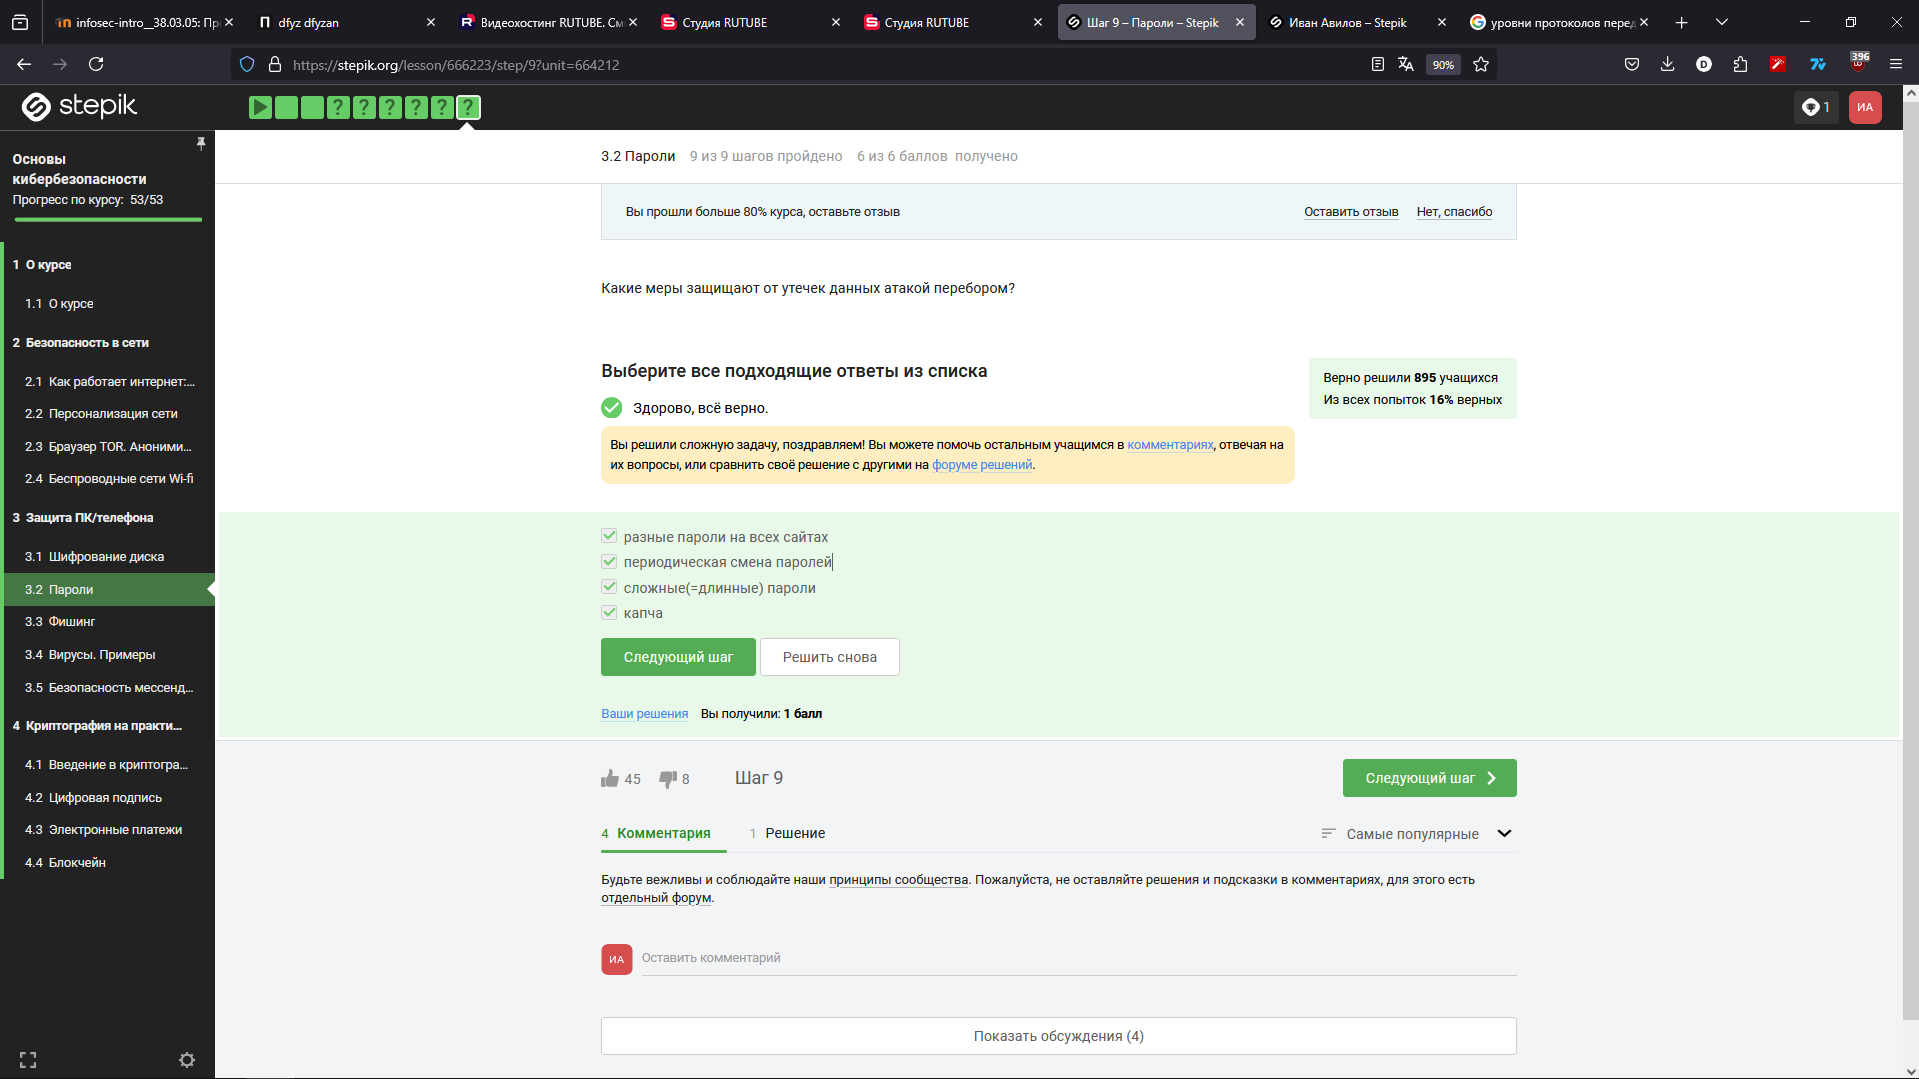 infosec-intro__38.03.05: Пр
dfyz dfyzan
Видеохостинг RUTUBE. См
Студия RUTUBE
Студия RUTUBE
Шаг 9 – Пароли – Stepik
Иван Авилов – Stepik
уровни протоколов перед
https://stepik.org/lesson/666223/step/9?unit=664212
90%
396
stepik
? ? ? ? ? ?
1
ИА
Основы
кибербезопасности
Прогресс по курсу: 53/53
1 О курсе
1.1 О курсе
2 Безопасность в сети
2.1 Как работает интернет:...
2.2 Персонализация сети
2.3 Браузер TOR. Аноними...
2.4 Беспроводные сети Wi-fi
3 Защита ПК/телефона
3.1 Шифрование диска
3.2 Пароли
3.3 Фишинг
3.4 Вирусы. Примеры
3.5 Безопасность мессенд...
4 Криптография на практи...
4.1 Введение в криптогра...
4.2 Цифровая подпись
4.3 Электронные платежи
4.4 Блокчейн
3.2 Пароли 9 из 9 шагов пройдено 6 из 6 баллов получено
Вы прошли больше 80% курса, оставьте отзыв
Оставить отзыв Нет, спасибо
Какие меры защищают от утечек данных атакой перебором?
Выберите все подходящие ответы из списка
Верно решили 895 учащихся
Из всех попыток 16% верных
Здорово, всё верно.
Вы решили сложную задачу, поздравляем! Вы можете помочь остальным учащимся в комментариях, отвечая на
их вопросы, или сравнить своё решение с другими на форуме решений.
разные пароли на всех сайтах
периодическая смена паролей
сложные(=длинные) пароли
капча
Следующий шаг
Решить снова
Ваши решения Вы получили: 1 балл
45 8 Шаг 9
Следующий шаг
4 Комментария
1 Решение
Самые популярные
Будьте вежливы и соблюдайте наши принципы сообщества. Пожалуйста, не оставляйте решения и подсказки в комментариях, для этого есть
отдельный форум.
ИА
Оставить комментарий
Показать обсуждения (4)